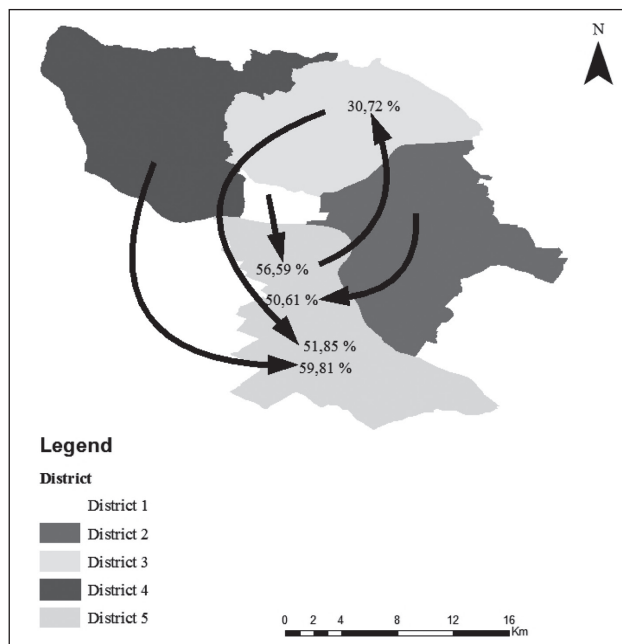 N
30,72 %
56,59 %
50,61 %
51,85 %
59,81 %
Legend
District
District 1
District 2
District 3
District 4
District 5
0 2 4 8 12 16
Km